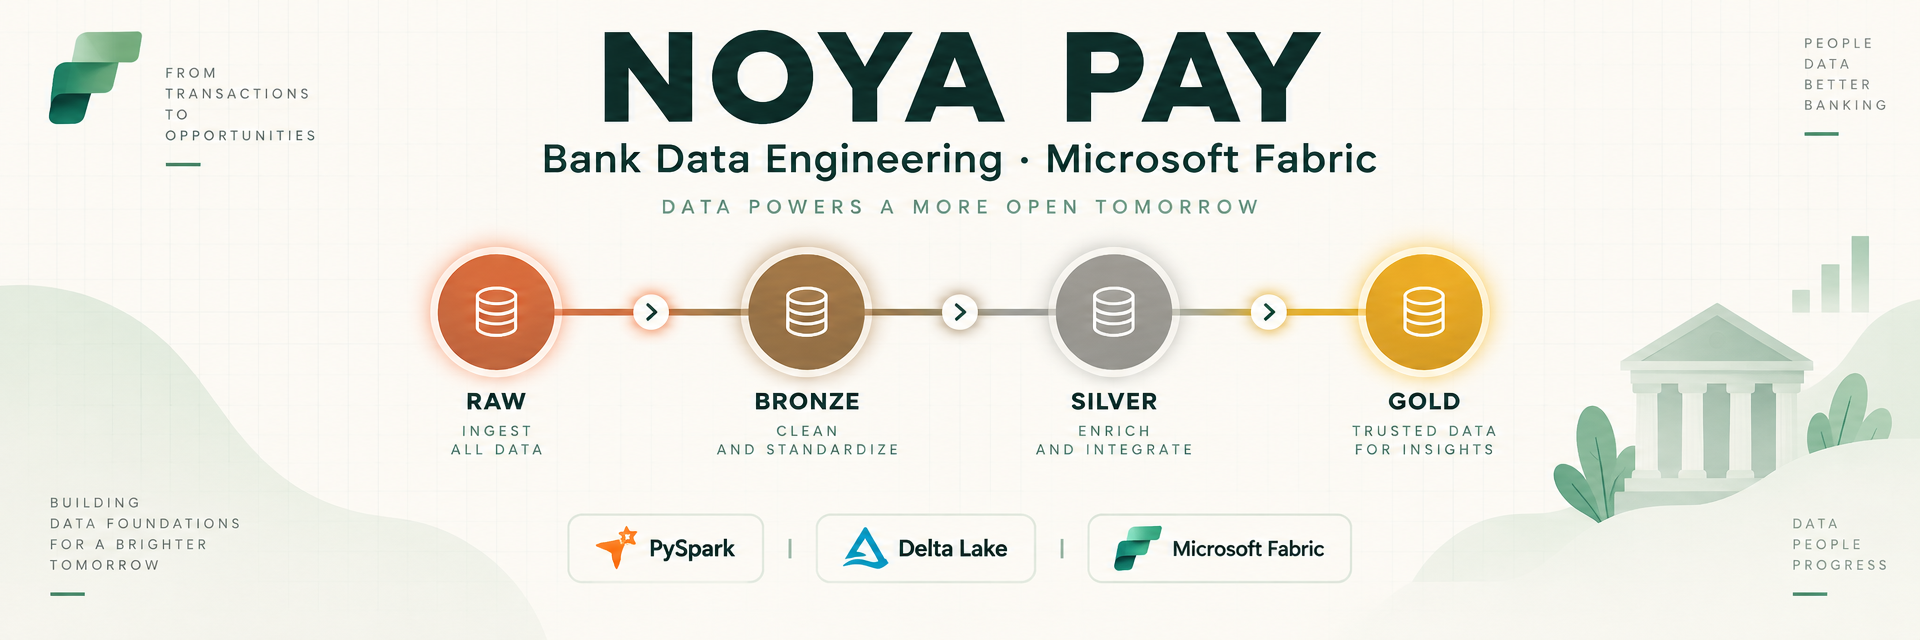 NOYA PAY
Bank Data Engineering · Microsoft Fabric
DATA POWERS A MORE OPEN TOMORROW
FROM
TRANSACTIONS
TO
OPPORTUNITIES
PEOPLE
DATA
BETTER
BANKING
RAW
INGEST
ALL DATA
BRONZE
CLEAN
AND STANDARDIZE
SILVER
ENRICH
AND INTEGRATE
GOLD
TRUSTED DATA
FOR INSIGHTS
BUILDING
DATA FOUNDATIONS
FOR A BRIGHTER
TOMORROW
PySpark
Delta Lake
Microsoft Fabric
DATA
PEOPLE
PROGRESS